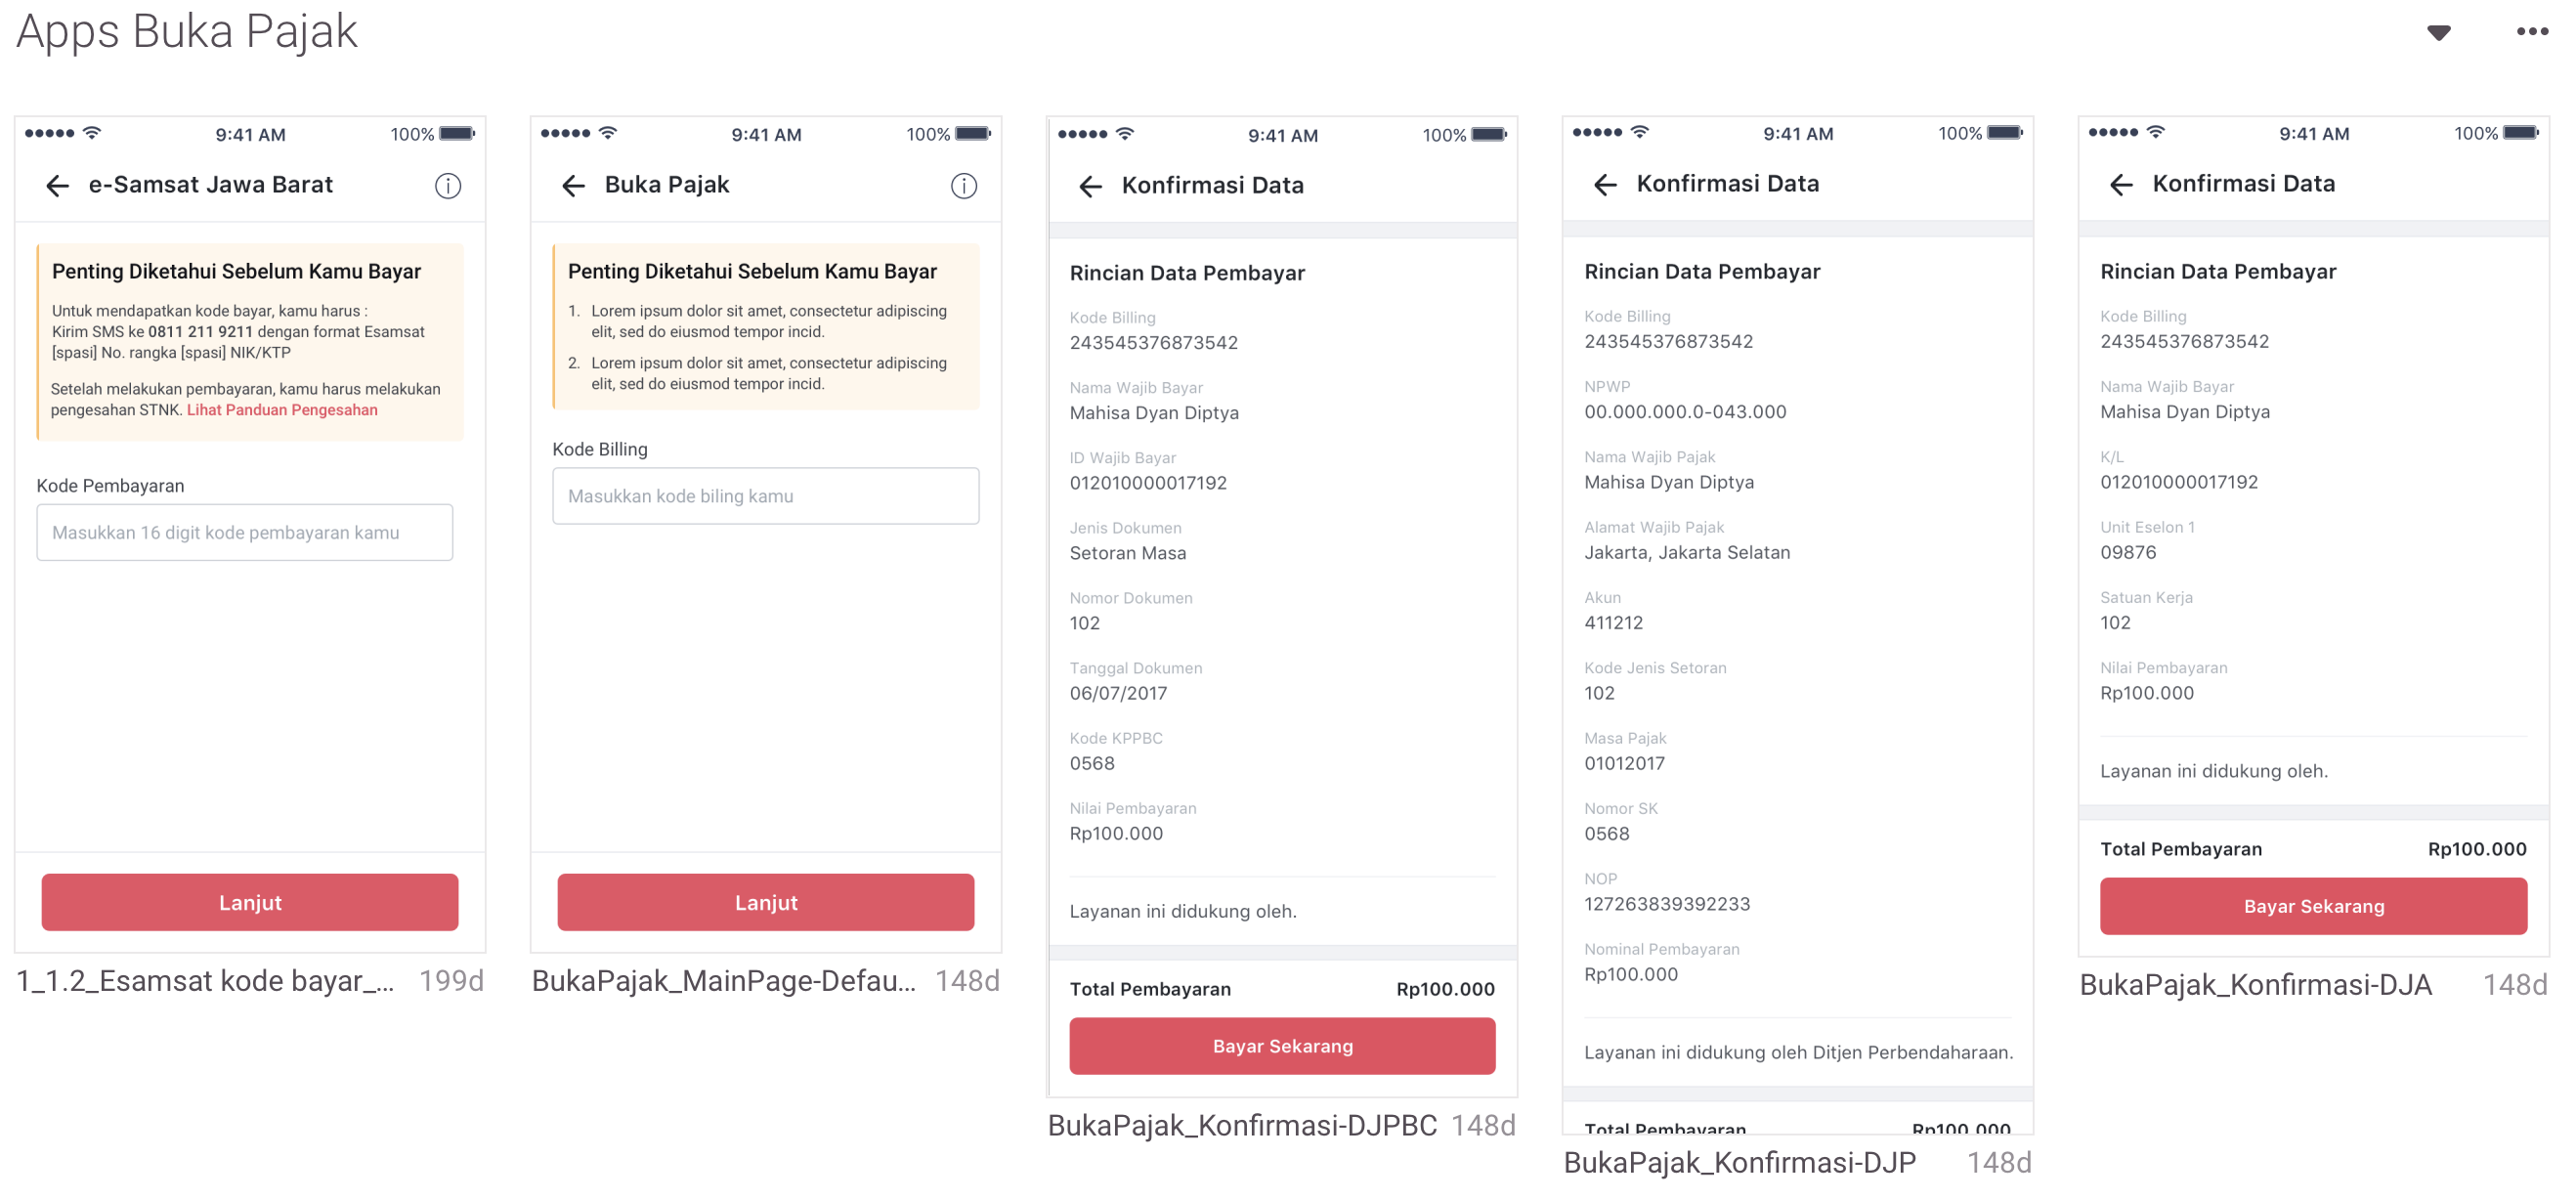 Apps Buka Pajak
9:41 AM
100%
e-Samsat Jawa Barat
Penting Diketahui Sebelum Kamu Bayar
Untuk mendapatkan kode bayar, kamu harus :
Kirim SMS ke 0811 211 9211 dengan format Esamsat
[spasi] No. rangka [spasi] NIK/KTP
Setelah melakukan pembayaran, kamu harus melakukan
pengesahan STNK. Lihat Panduan Pengesahan
Kode Pembayaran
Masukkan 16 digit kode pembayaran kamu
Lanjut
1_1.2_Esamsat kode bayar_... 199d
9:41 AM
100%
Buka Pajak
Penting Diketahui Sebelum Kamu Bayar
1. Lorem ipsum dolor sit amet, consectetur adipiscing
elit, sed do eiusmod tempor incid.
2. Lorem ipsum dolor sit amet, consectetur adipiscing
elit, sed do eiusmod tempor incid.
Kode Billing
Masukkan kode biling kamu
Lanjut
BukaPajak_MainPage-Defau... 148d
9:41 AM
100%
Konfirmasi Data
Rincian Data Pembayar
Kode Billing
243545376873542
Nama Wajib Bayar
Mahisa Dyan Diptya
ID Wajib Bayar
012010000017192
Jenis Dokumen
Setoran Masa
Nomor Dokumen
102
Tanggal Dokumen
06/07/2017
Kode KPPBC
0568
Nilai Pembayaran
Rp100.000
Layanan ini didukung oleh.
Total Pembayaran Rp100.000
Bayar Sekarang
BukaPajak_Konfirmasi-DJPBC 148d
9:41 AM
100%
Konfirmasi Data
Rincian Data Pembayar
Kode Billing
243545376873542
NPWP
00.000.000.0-043.000
Nama Wajib Pajak
Mahisa Dyan Diptya
Alamat Wajib Pajak
Jakarta, Jakarta Selatan
Akun
411212
Kode Jenis Setoran
102
Masa Pajak
01012017
Nomor SK
0568
NOP
127263839392233
Nominal Pembayaran
Rp100.000
Layanan ini didukung oleh Ditjen Perbendaharaan.
Total Pembayaran Rp100.000
BukaPajak_Konfirmasi-DJP 148d
9:41 AM
100%
Konfirmasi Data
Rincian Data Pembayar
Kode Billing
243545376873542
Nama Wajib Bayar
Mahisa Dyan Diptya
K/L
012010000017192
Unit Eselon 1
09876
Satuan Kerja
102
Nilai Pembayaran
Rp100.000
Layanan ini didukung oleh.
Total Pembayaran Rp100.000
Bayar Sekarang
BukaPajak_Konfirmasi-DJA 148d